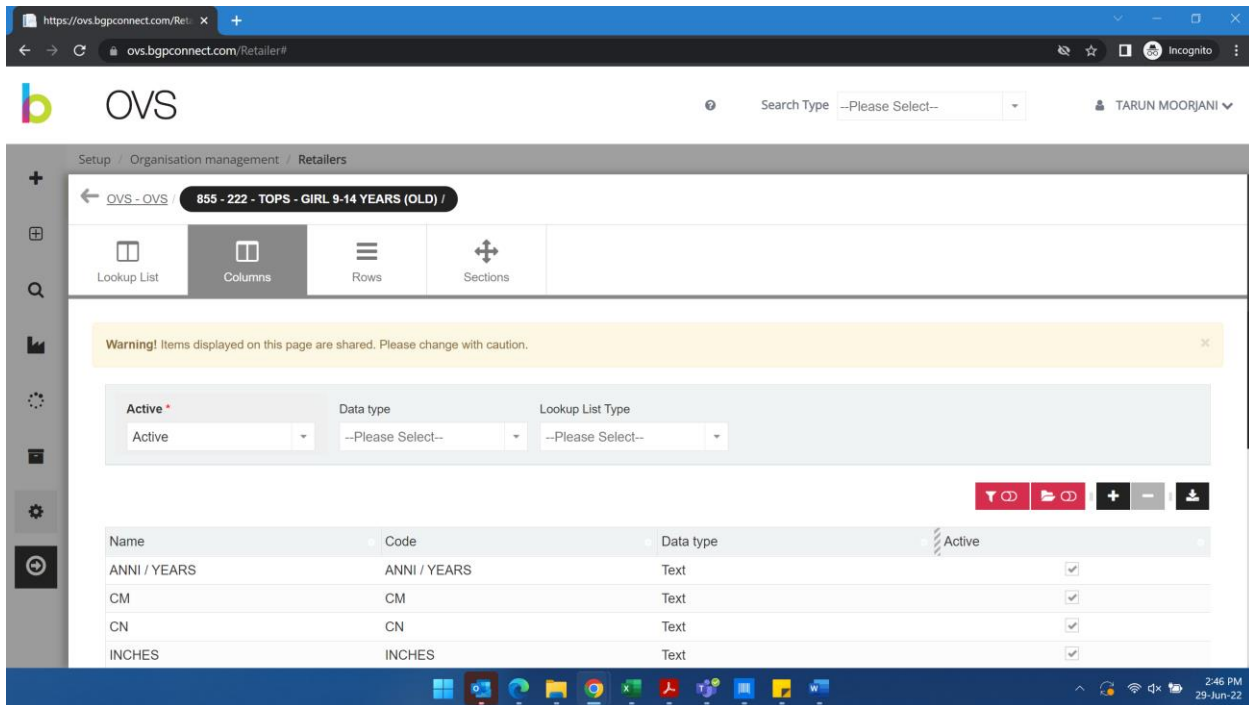 https://ovs.bgpconnect.com/Reta
ovs.bgpconnect.com/Retailer#
Incognito
b
OVS
Search Type --Please Select--
TARUN MOORJANI
Setup / Organisation management / Retailers
OVS - OVS / 855 - 222 - TOPS - GIRL 9-14 YEARS (OLD) /
Lookup List Columns Rows Sections
Warning! Items displayed on this page are shared. Please change with caution.
Active * Data type Lookup List Type
Active --Please Select-- --Please Select--
Name Code Data type Active
ANNI / YEARS ANNI / YEARS Text
CM CM Text
CN CN Text
INCHES INCHES Text
2:46 PM
29-Jun-22